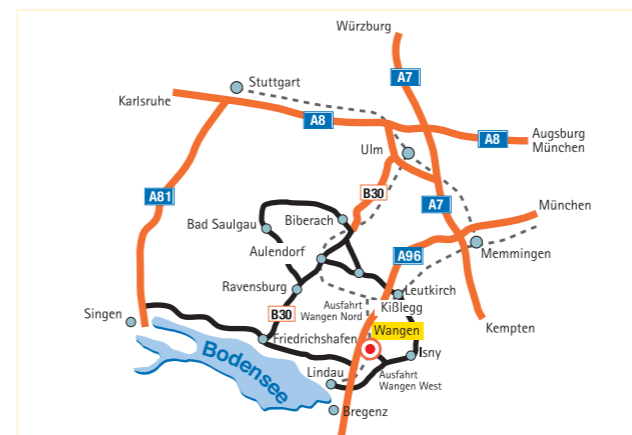 Würzburg
A7
Stuttgart
Karlsruhe
A8
A8
Augsburg
München
Ulm
B30
A81
A7
München
Biberach
Bad Saulgau
Aulendorf
A96
Memmingen
Ravensburg
Leutkirch
Ausfahrt
Wangen Nord
Kißlegg
B30
Singen
Wangen
Kempten
Friedrichshafen
Isny
Bodensee
Lindau
Ausfahrt
Wangen West
Bregenz